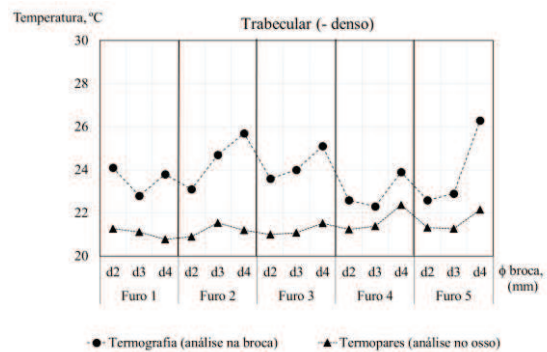 Temperatura, ºC
Trabecular (- denso)
30
28
26
24
22
20
d2 d3 d4 d2 d3 d4 d2 d3 d4 d2 d3 d4 d2 d3 d4 ϕ broca,
(mm)
Furo 1 Furo 2 Furo 3 Furo 4 Furo 5
Termografia (análise na broca) Termopares (análise no osso)